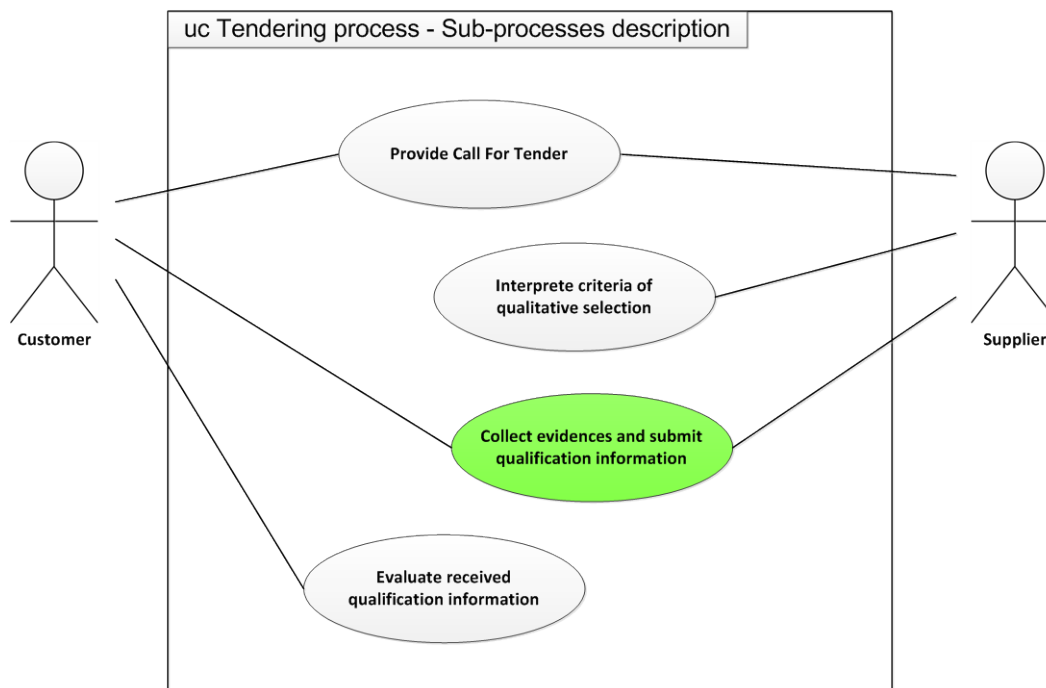 uc Tendering process - Sub-processes description
Provide Call For Tender
Interprete criteria of
qualitative selection
Customer
Supplier
Collect evidences and submit
qualification information
Evaluate received
qualification information